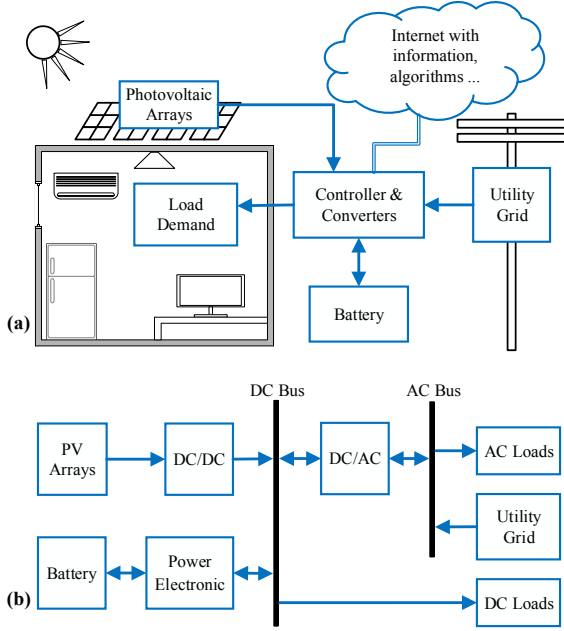 Internet with
information,
algorithms ...
Photovoltaic
Arrays
Load
Demand
Controller &
Converters
Utility
Grid
Battery
(a)
DC Bus
AC Bus
PV
Arrays
DC/DC
DC/AC
AC Loads
Utility
Grid
Battery
Power
Electronic
DC Loads
(b)